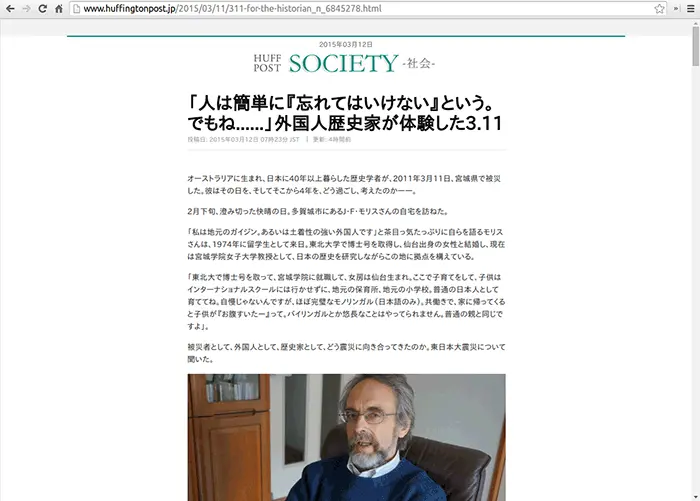 www.huffingtonpost.jp/2015/03/11/311-for-the-historian_n_6845278.html
2015年03月12日
HUFF
POST
SOCIETY -社会-
「人は簡単に『忘れてはいけない』という。
でもね......」外国人歴史家が体験した3.11
投稿日: 2015年03月12日 07時23分 JST | 更新: 4時間前
オーストラリアに生まれ、日本に40年以上暮らした歴史学者が、2011年3月11日、宮城県で被災
した。彼はその日を、そしてそこから4年を、どう過ごし、考えたのかーー。
2月下旬、澄み切った快晴の日。多賀城市にあるJ・F・モリスさんの自宅を訪ねた。
「私は地元のガイジン。あるいは土着性の強い外国人です」と茶目っ気たっぷりに自らを語るモリス
さんは、1974年に留学生として来日。東北大学で博士号を取得し、仙台出身の女性と結婚し、現在
は宮城学院女子大学教授として、日本の歴史を研究しながらこの地に拠点を構えている。
「東北大で博士号を取って、宮城学院に就職して、女房は仙台生まれ。ここで子育てをして、子供は
インターナショナルスクールには行かせずに、地元の保育所、地元の小学校。普通の日本人として
育ててね。自慢じゃないんですが、ほぼ完璧なモノリンガル（日本語のみ）。共働きで、家に帰ってくる
と子供が『お腹すいたー』って。バイリンガルとか悠長なことはやってられません。普通の親と同じで
すよ」。
被災者として、外国人として、歴史家として、どう震災に向き合ってきたのか。東日本大震災について
聞いた。